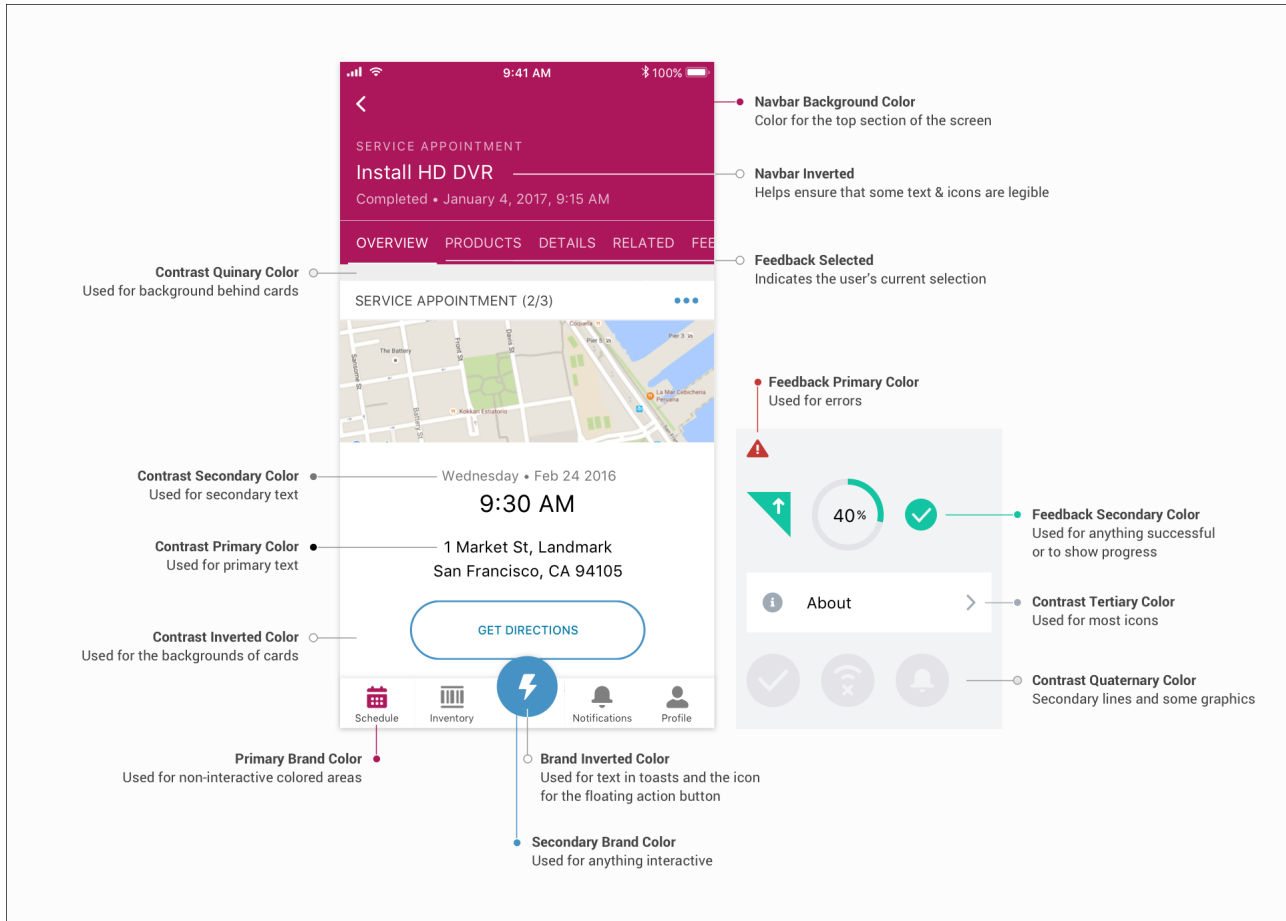 9:41 AM
100%
SERVICE APPOINTMENT
Install HD DVR
Completed • January 4, 2017, 9:15 AM
OVERVIEW PRODUCTS DETAILS RELATED FEE
SERVICE APPOINTMENT (2/3)
Coqueta
Pier 5
Pier 3
The Battery
Sansome St
Front St
Davis St
Battery St
Kokkari Estiatorio
La Mar Cebicheria
Peruana
Wednesday • Feb 24 2016
9:30 AM
1 Market St, Landmark
San Francisco, CA 94105
GET DIRECTIONS
Schedule
Inventory
Notifications
Profile
Navbar Background Color
Color for the top section of the screen
Navbar Inverted
Helps ensure that some text & icons are legible
Feedback Selected
Indicates the user's current selection
Contrast Quinary Color
Used for background behind cards
Contrast Secondary Color
Used for secondary text
Contrast Primary Color
Used for primary text
Contrast Inverted Color
Used for the backgrounds of cards
Primary Brand Color
Used for non-interactive colored areas
Brand Inverted Color
Used for text in toasts and the icon
for the floating action button
Secondary Brand Color
Used for anything interactive
Feedback Primary Color
Used for errors
40%
About
Feedback Secondary Color
Used for anything successful
or to show progress
Contrast Tertiary Color
Used for most icons
Contrast Quaternary Color
Secondary lines and some graphics